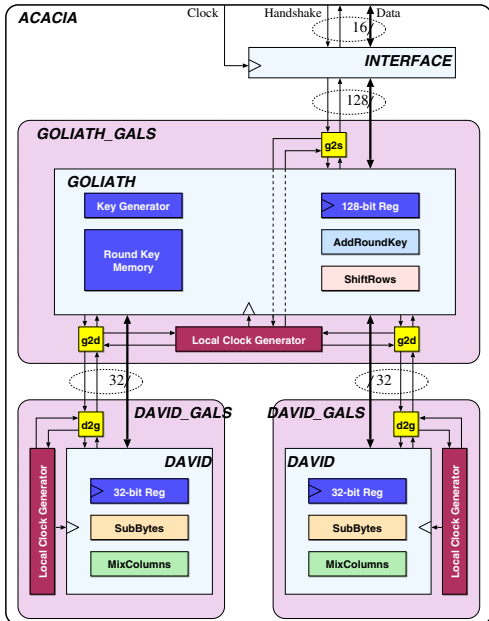 ACACIA
Clock
Handshake
Data
16
INTERFACE
128
GOLIATH_GALS
g2s
GOLIATH
Key Generator
128-bit Reg
Round Key
Memory
AddRoundKey
ShiftRows
g2d
Local Clock Generator
g2d
32
32
DAVID_GALS
DAVID_GALS
d2g
d2g
DAVID
DAVID
Local Clock Generator
32-bit Reg
SubBytes
MixColumns
32-bit Reg
SubBytes
MixColumns
Local Clock Generator